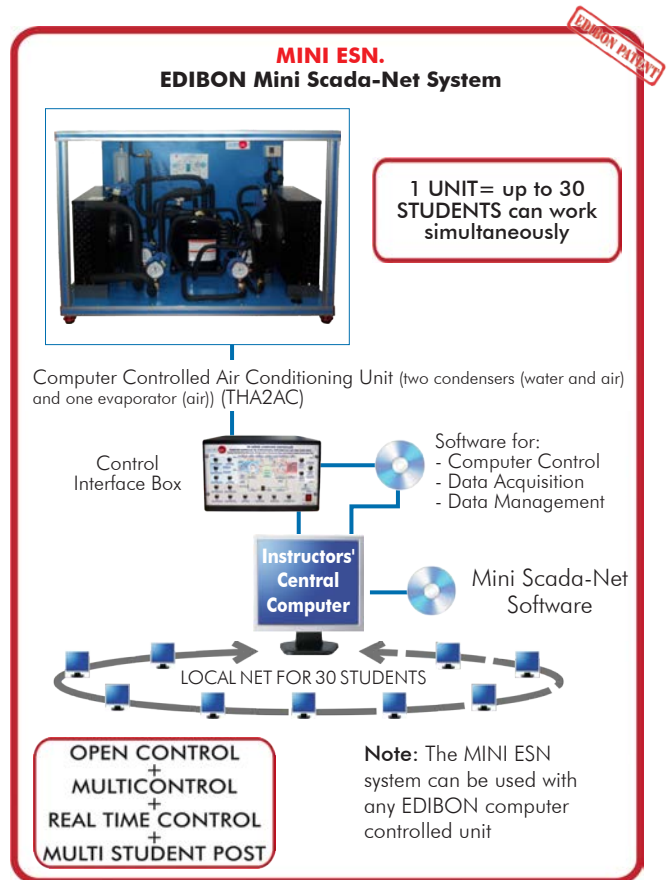 EDIBON PATENT
MINI ESN.
EDIBON Mini Scada-Net System
1 UNIT= up to 30
STUDENTS can work
simultaneously
Computer Controlled Air Conditioning Unit (two condensers (water and air)
and one evaporator (air)) (THA2AC)
Control
Interface Box
Software for:
- Computer Control
- Data Acquisition
- Data Management
Instructors'
Central
Computer
Mini Scada-Net
Software
LOCAL NET FOR 30 STUDENTS
OPEN CONTROL
+
MULTICONTROL
+
REAL TIME CONTROL
+
MULTI STUDENT POST
Note: The MINI ESN
system can be used with
any EDIBON computer
controlled unit